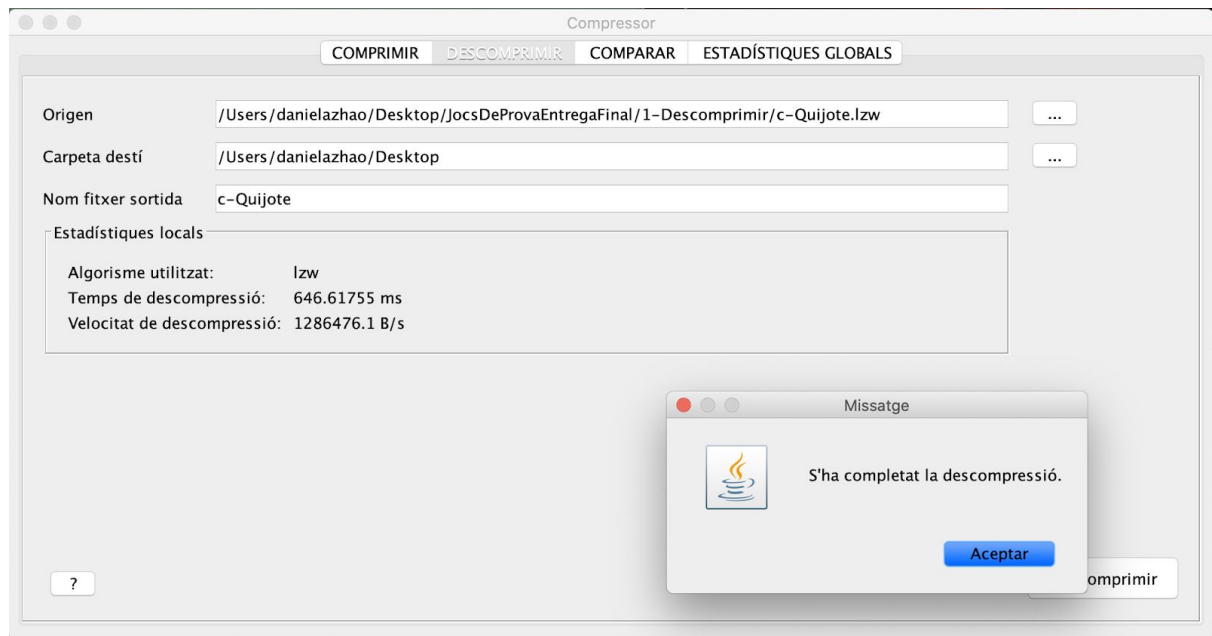 Compressor
COMPRIMIR DESCOMPRIMIR COMPARAR ESTADÍSTIQUES GLOBALS
Origen /Users/danielazhao/Desktop/JocsDeProvaEntregaFinal/1-Descomprimir/c-Quijote.lzw ...
Carpeta destí /Users/danielazhao/Desktop ...
Nom fitxer sortida c-Quijote
Estadístiques locals
Algorisme utilitzat: lzw
Temps de descompressió: 646.61755 ms
Velocitat de descompressió: 1286476.1 B/s
Missatge
S'ha completat la descompressió.
Aceptar
? omprimir